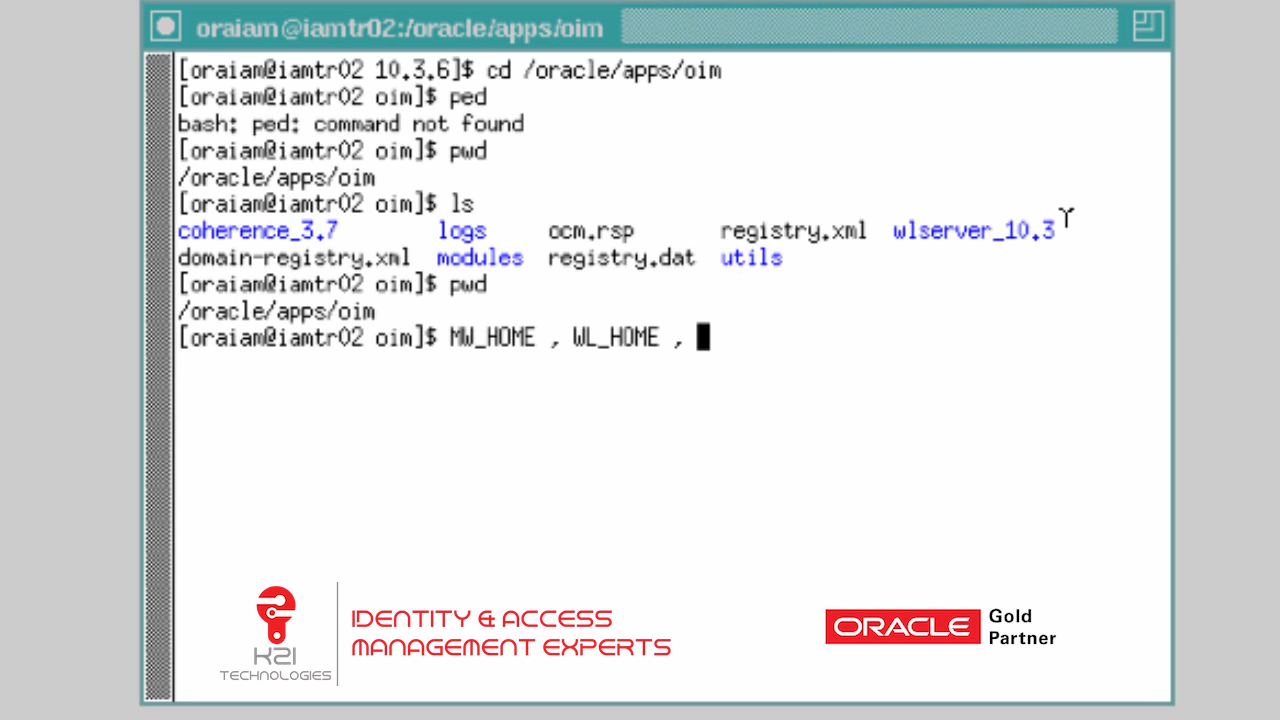 oraiam@iamtr02:/oracle/apps/oim
[oraiam@iamtr02 10.3.6]$ cd /oracle/apps/oim
[oraiam@iamtr02 oim]$ ped
bash: ped: command not found
[oraiam@iamtr02 oim]$ pwd
/oracle/apps/oim
[oraiam@iamtr02 oim]$ ls
coherence_3.7 logs ocm.rsp registry.xml wlserver_10.3
domain-registry.xml modules registry.dat utils
[oraiam@iamtr02 oim]$ pwd
/oracle/apps/oim
[oraiam@iamtr02 oim]$ MW_HOME , WL_HOME ,
K21
TECHNOLOGIES
IDENTITY & ACCESS
MANAGEMENT EXPERTS
ORACLE
Gold
Partner